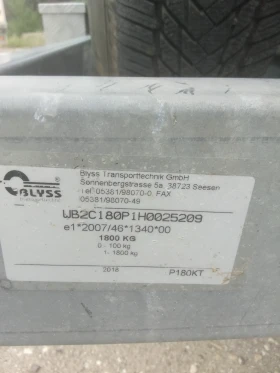 BLYSS
Blyss Transporttechnik GmbH
Sonnenbergstrasse 5a, 38723 Seesen
Tel. 05381/98070-0, FAX
05381/98070-49
WB2C180P1H0025209
e1*2007/46*1340*00
1800 KG
0 - 100 kg
1 - 1800 kg
2018 P180KT